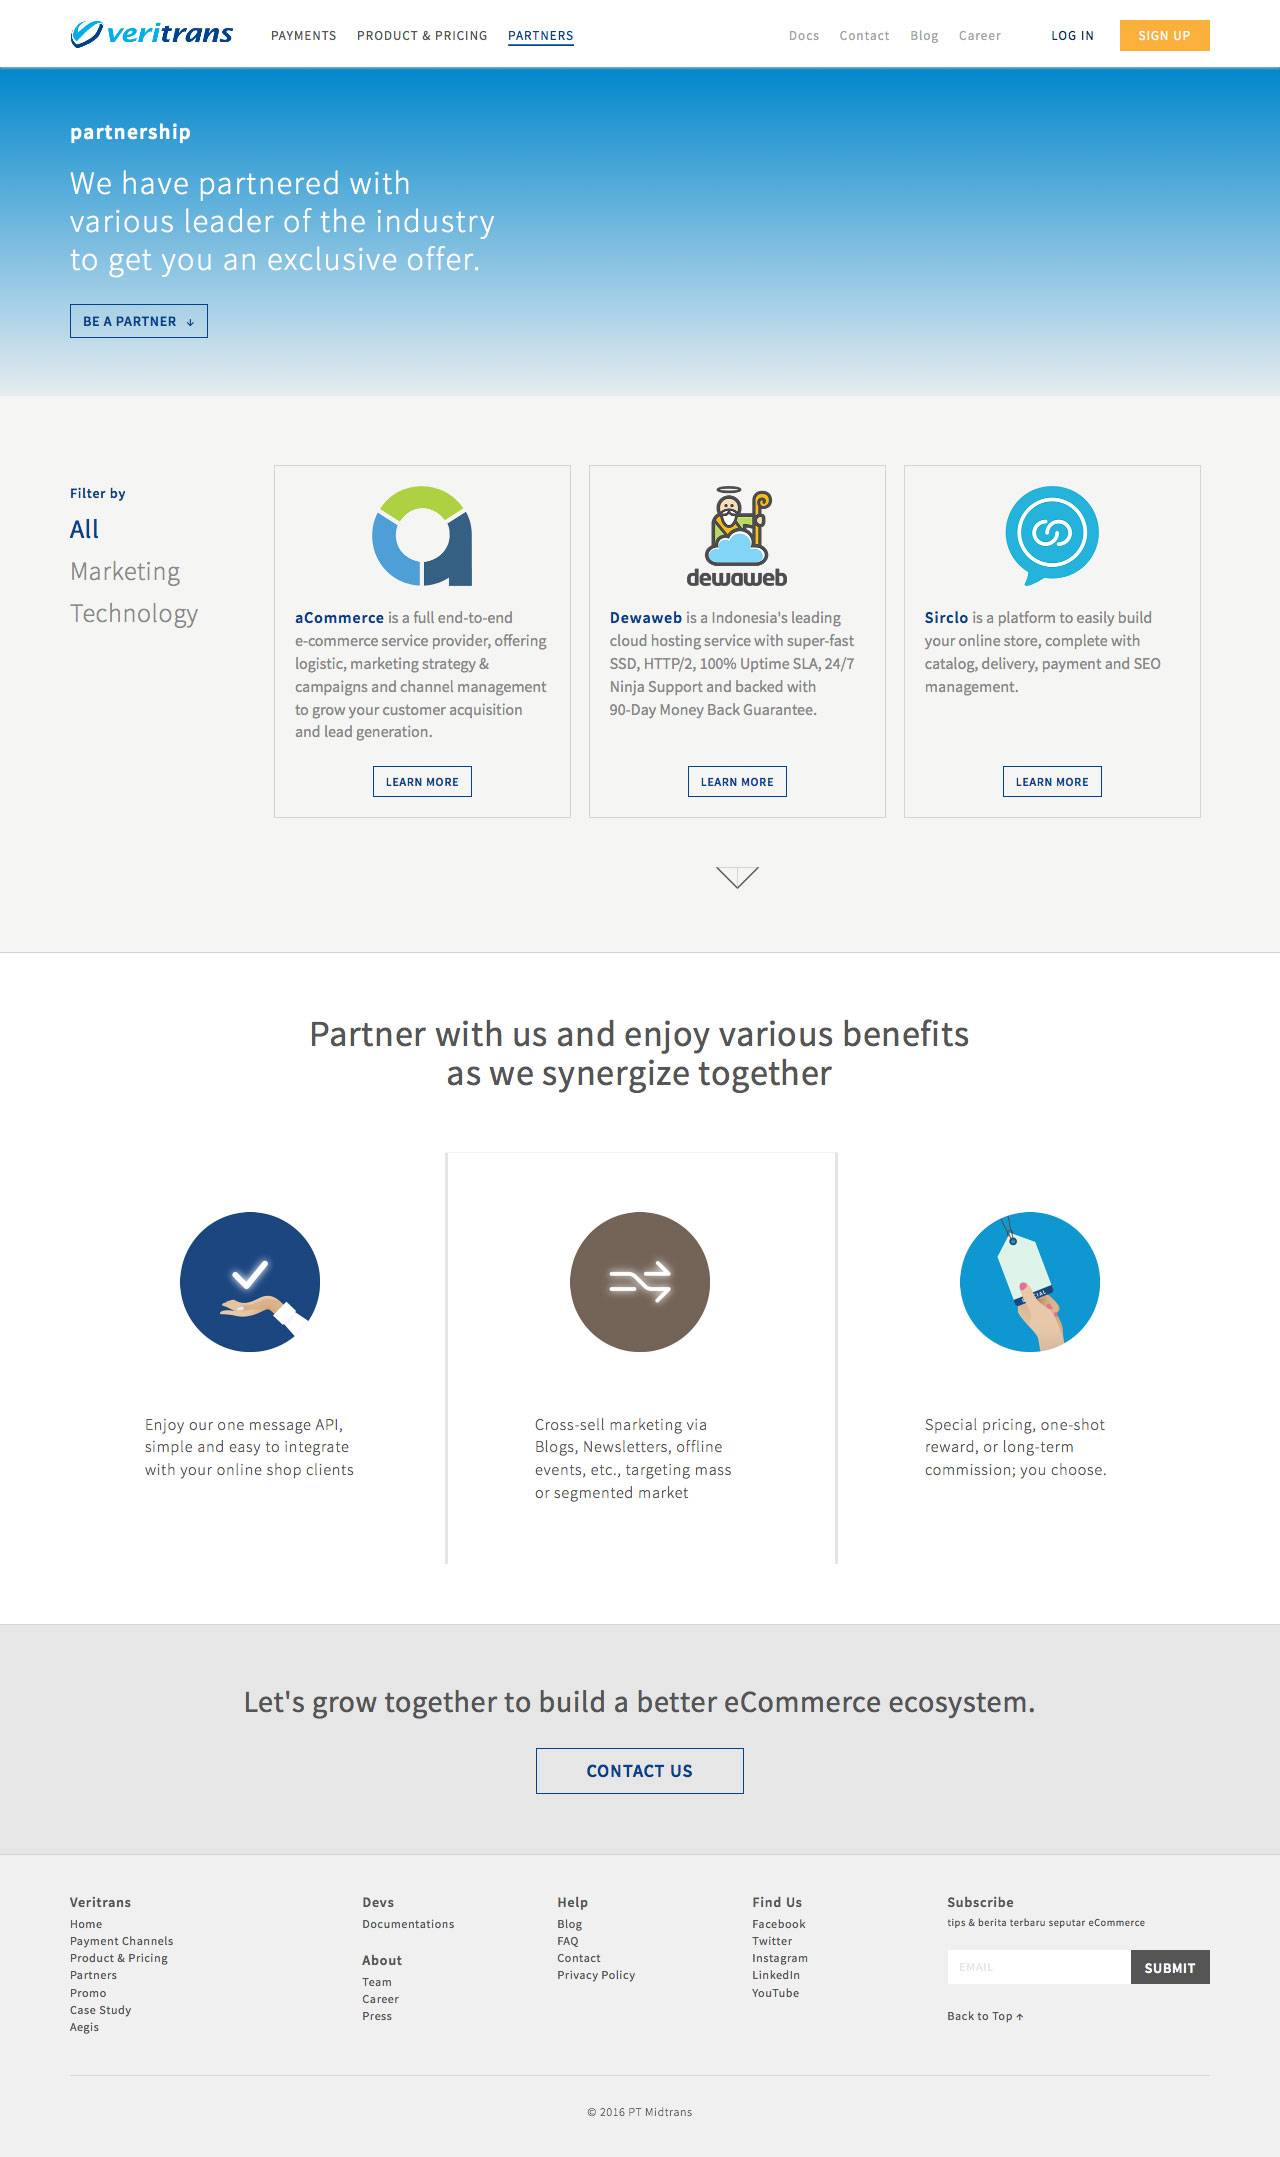 veritrans
PAYMENTS
PRODUCT & PRICING
PARTNERS
Docs
Contact
Blog
Career
LOG IN
SIGN UP
partnership
We have partnered with
various leader of the industry
to get you an exclusive offer.
BE A PARTNER ↓
Filter by
All
Marketing
Technology
aCommerce is a full end-to-end
e-commerce service provider, offering
logistic, marketing strategy &
campaigns and channel management
to grow your customer acquisition
and lead generation.
LEARN MORE
dewaweb
Dewaweb is a Indonesia's leading
cloud hosting service with super-fast
SSD, HTTP/2, 100% Uptime SLA, 24/7
Ninja Support and backed with
90-Day Money Back Guarantee.
LEARN MORE
Sirclo is a platform to easily build
your online store, complete with
catalog, delivery, payment and SEO
management.
LEARN MORE
Partner with us and enjoy various benefits
as we synergize together
Enjoy our one message API,
simple and easy to integrate
with your online shop clients
Cross-sell marketing via
Blogs, Newsletters, offline
events, etc., targeting mass
or segmented market
Special pricing, one-shot
reward, or long-term
commission; you choose.
Let's grow together to build a better eCommerce ecosystem.
CONTACT US
Veritrans
Home
Payment Channels
Product & Pricing
Partners
Promo
Case Study
Aegis
Devs
Documentations
About
Team
Career
Press
Help
Blog
FAQ
Contact
Privacy Policy
Find Us
Facebook
Twitter
Instagram
LinkedIn
YouTube
Subscribe
tips & berita terbaru seputar eCommerce
EMAIL
SUBMIT
Back to Top ↑
© 2016 PT Midtrans